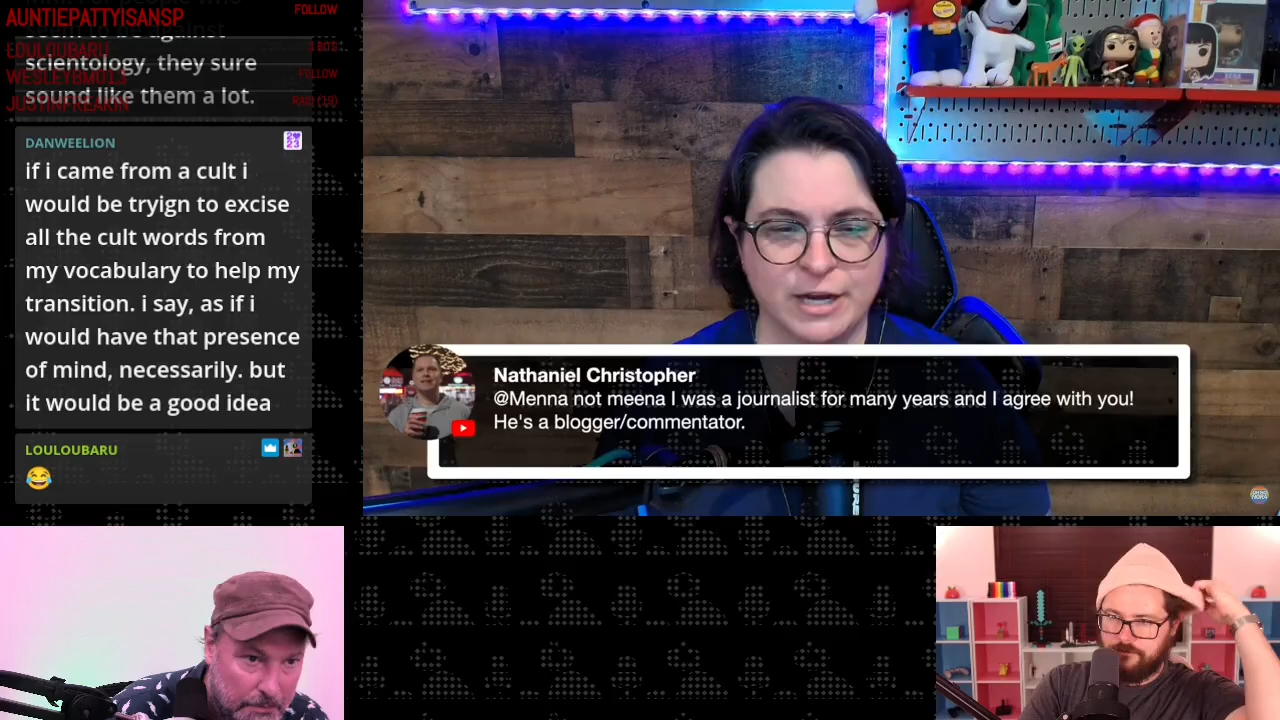 AUNTIEPATTYISANSP FOLLOW
EDULOUBARU
WESLEYBMU13 FOLLOW
scientology, they sure
sound like them a lot.
DANWEELION
if i came from a cult i
would be tryign to excise
all the cult words from
my vocabulary to help my
transition. i say, as if i
would have that presence
of mind, necessarily. but
it would be a good idea
LOULOUBARU
Nathaniel Christopher
@Menna not meena I was a journalist for many years and I agree with you!
He's a blogger/commentator.